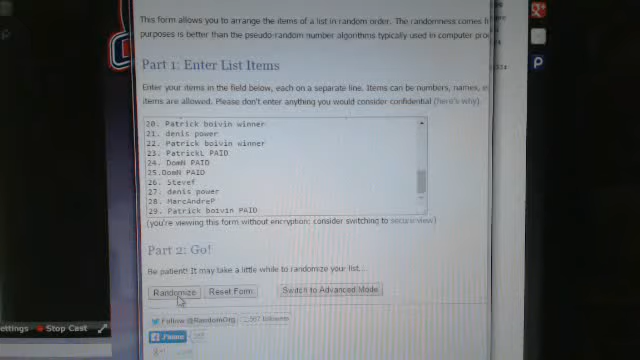 This form allows you to arrange the items of a list in random order. The randomness comes f
purposes is better than the pseudo-random number algorithms typically used in computer pro
Part 1: Enter List Items
Enter your items in the field below, each on a separate line. Items can be numbers, names, e
items are allowed. Please don't enter anything you would consider confidential (here's why).
20. Patrick boivin winner
21. denis power
22. Patrick boivin winner
23. PatrickL PAID
24. DomN PAID
25.DomN PAID
26. Stevef
27. denis power
28. MarcAndreP
29. Patrick boivin PAID
(you're viewing this form without encryption; consider switching to secure view)
Part 2: Go!
Be patient! It may take a little while to randomize your list...
Randomize Reset Form Switch to Advanced Mode
ettings Stop Cast
Follow @RandomOrg
J'aime